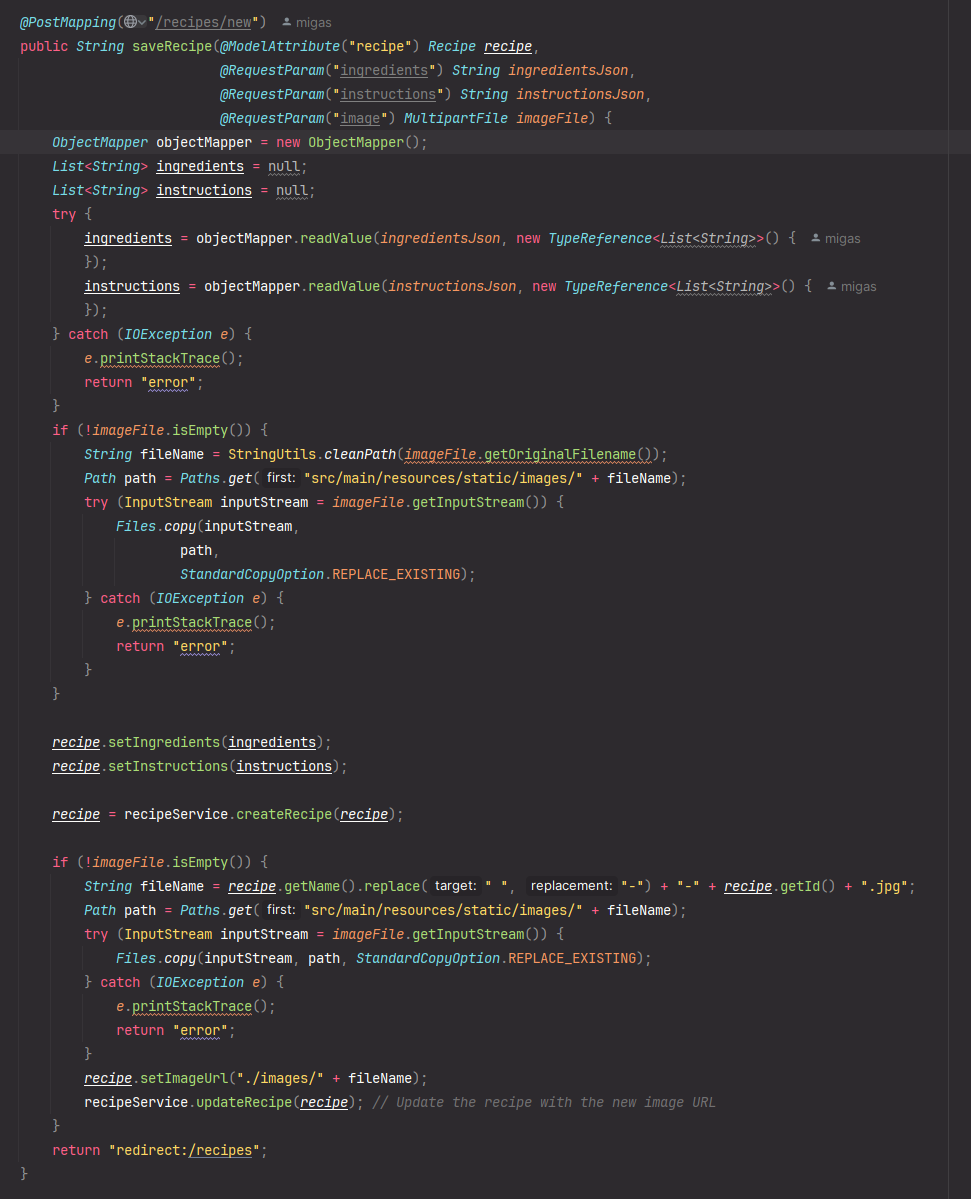 @PostMapping("/recipes/new") migas
public String saveRecipe(@ModelAttribute("recipe") Recipe recipe,
@RequestParam("ingredients") String ingredientsJson,
@RequestParam("instructions") String instructionsJson,
@RequestParam("image") MultipartFile imageFile) {
ObjectMapper objectMapper = new ObjectMapper();
List<String> ingredients = null;
List<String> instructions = null;
try {
ingredients = objectMapper.readValue(ingredientsJson, new TypeReference<List<String>>() { migas
});
instructions = objectMapper.readValue(instructionsJson, new TypeReference<List<String>>() { migas
});
} catch (IOException e) {
e.printStackTrace();
return "error";
}
if (!imageFile.isEmpty()) {
String fileName = StringUtils.cleanPath(imageFile.getOriginalFilename());
Path path = Paths.get( first: "src/main/resources/static/images/" + fileName);
try (InputStream inputStream = imageFile.getInputStream()) {
Files.copy(inputStream,
path,
StandardCopyOption.REPLACE_EXISTING);
} catch (IOException e) {
e.printStackTrace();
return "error";
}
}
recipe.setIngredients(ingredients);
recipe.setInstructions(instructions);
recipe = recipeService.createRecipe(recipe);
if (!imageFile.isEmpty()) {
String fileName = recipe.getName().replace( target: " ", replacement: "-") + "-" + recipe.getId() + ".jpg";
Path path = Paths.get( first: "src/main/resources/static/images/" + fileName);
try (InputStream inputStream = imageFile.getInputStream()) {
Files.copy(inputStream, path, StandardCopyOption.REPLACE_EXISTING);
} catch (IOException e) {
e.printStackTrace();
return "error";
}
recipe.setImageUrl("./images/" + fileName);
recipeService.updateRecipe(recipe); // Update the recipe with the new image URL
}
return "redirect:/recipes";
}